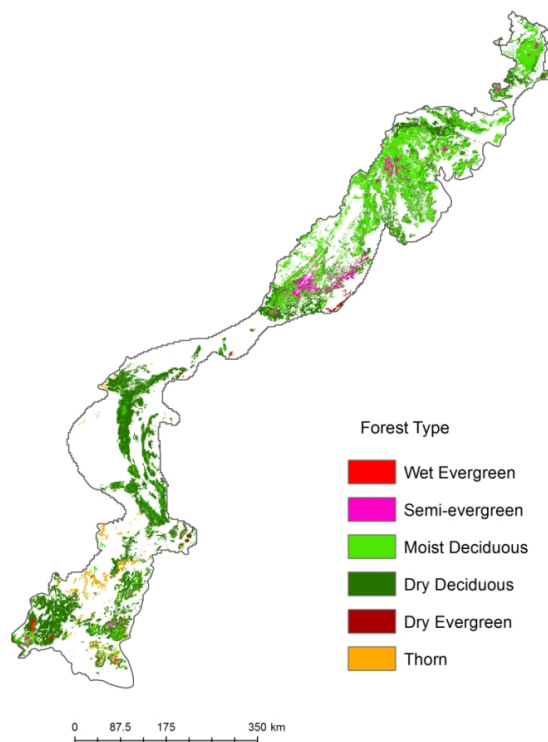 Forest Type
Wet Evergreen
Semi-evergreen
Moist Deciduous
Dry Deciduous
Dry Evergreen
Thorn
0 87.5 175 350 km